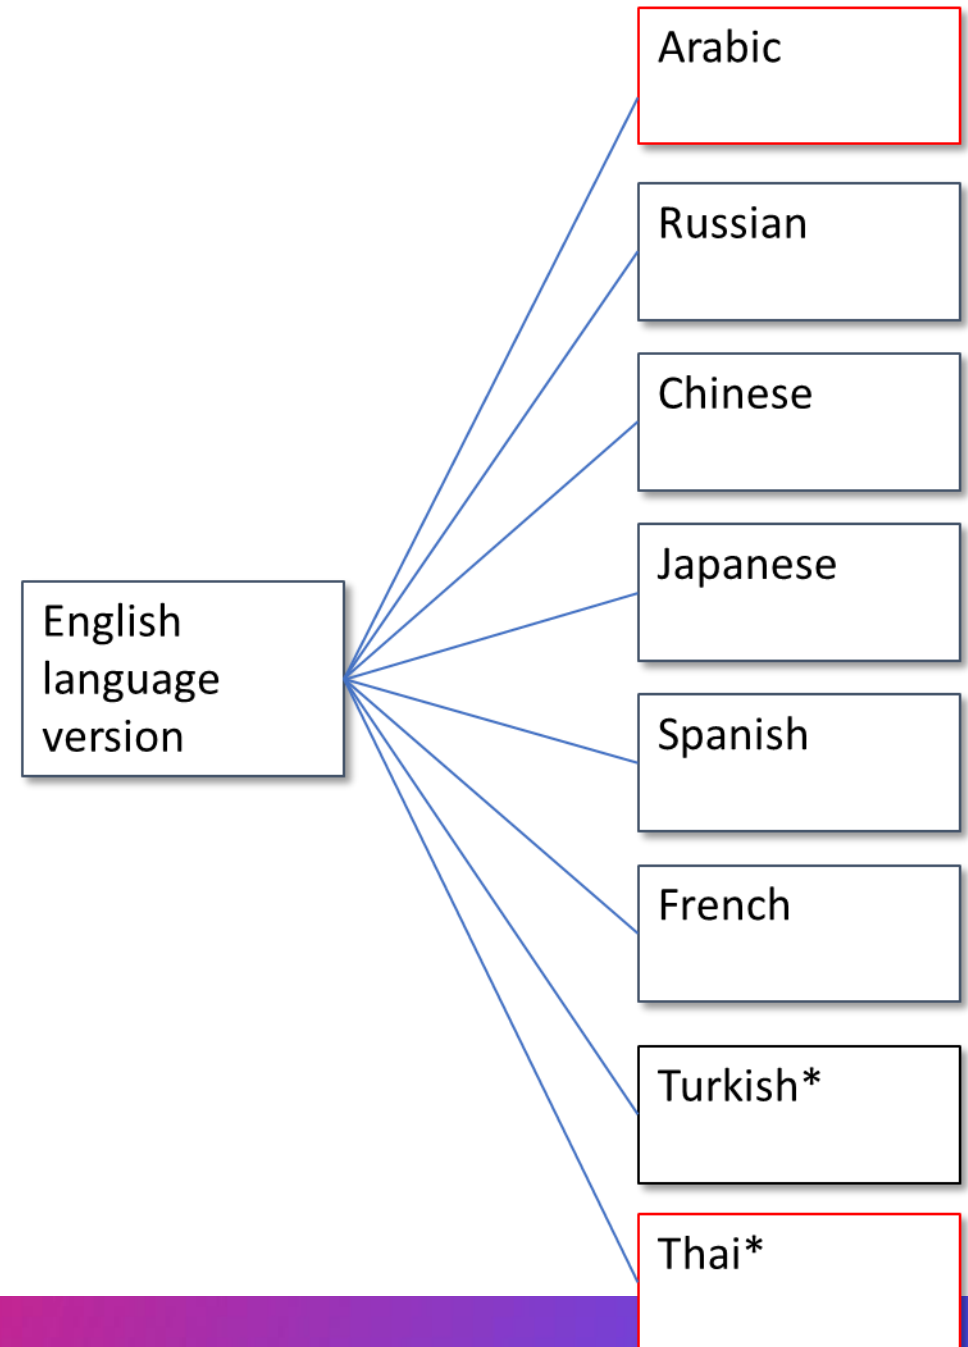 Arabic
Russian
Chinese
Japanese
English
language
version
Spanish
French
Turkish*
Thai*